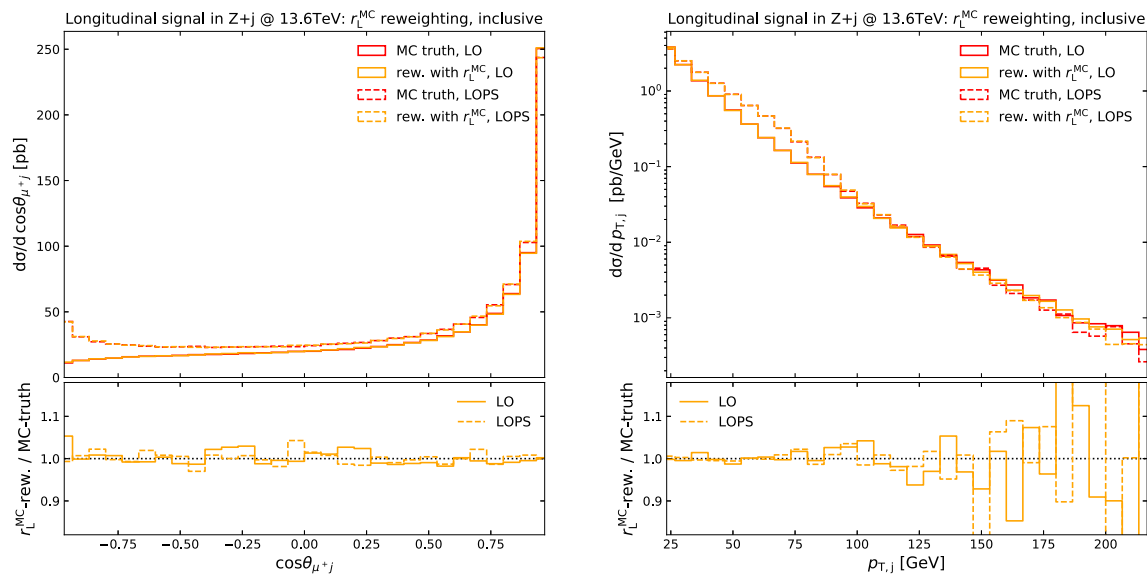 Longitudinal signal in Z+j @ 13.6TeV: r_L^MC reweighting, inclusive
250
200
150
100
50
0
dσ/d cosθ_μ⁺j [pb]
MC truth, LO
rew. with r_L^MC, LO
MC truth, LOPS
rew. with r_L^MC, LOPS
1.1
1.0
0.9
r_L^MC-rew. / MC-truth
LO
LOPS
−0.75 −0.50 −0.25 0.00 0.25 0.50 0.75
cosθ_μ⁺j
Longitudinal signal in Z+j @ 13.6TeV: r_L^MC reweighting, inclusive
10⁰
10⁻¹
10⁻²
10⁻³
dσ/d p_T,j [pb/GeV]
MC truth, LO
rew. with r_L^MC, LO
MC truth, LOPS
rew. with r_L^MC, LOPS
1.1
1.0
0.9
r_L^MC-rew. / MC-truth
LO
LOPS
25 50 75 100 125 150 175 200
p_T,j [GeV]